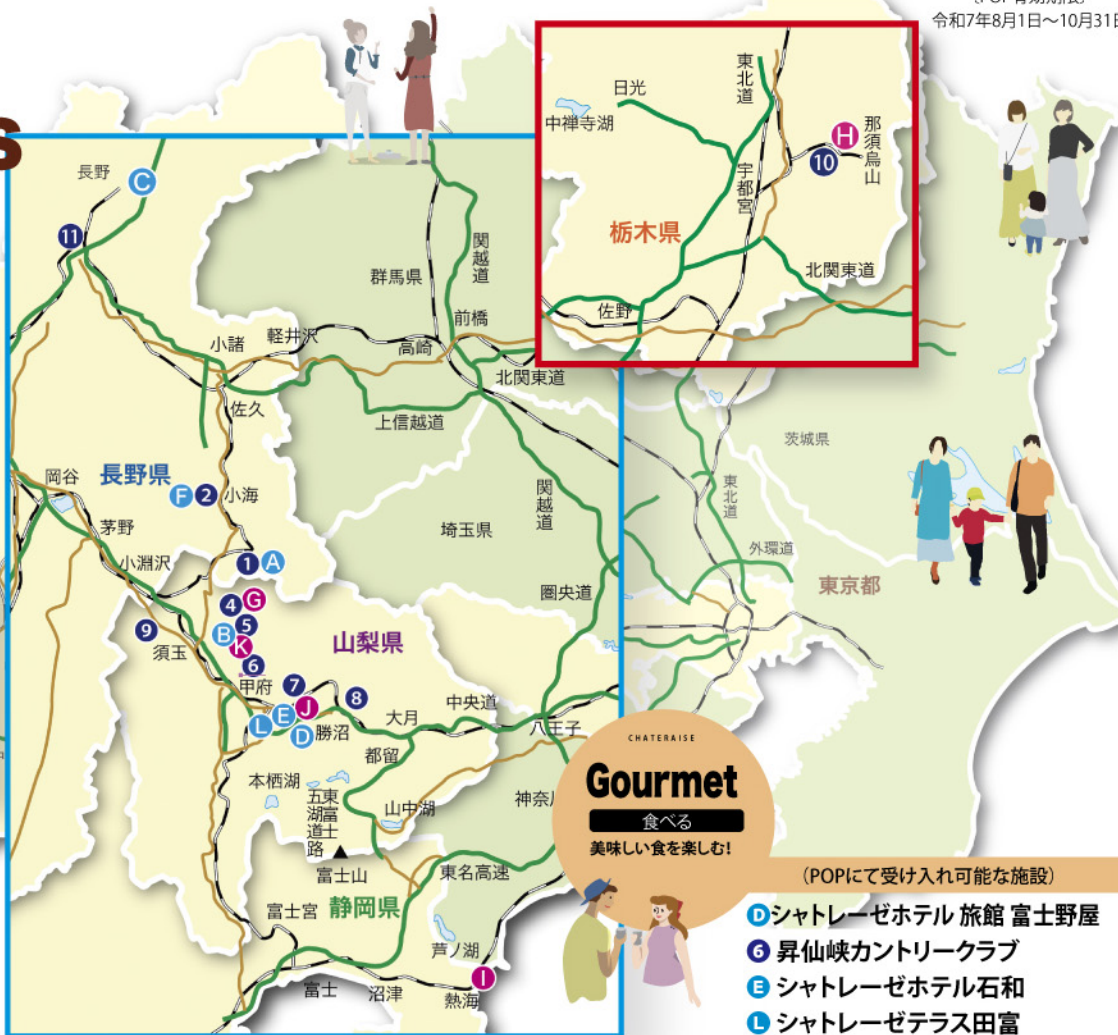 令和7年8月1日～10月31日
S
長野
C
11
群馬県
関越道
小諸
軽井沢
高崎
前橋
北関東道
佐久
上信越道
岡谷
長野県
F
2
小海
茅野
小淵沢
1
A
埼玉県
関越道
圏央道
4
G
9
須玉
B
5
K
6
山梨県
甲府
7
8
L
E
J
D
勝沼
大月
中央道
八王子
都留
本栖湖
東富士
五湖道路
山中湖
富士山
東名高速
富士宮
静岡県
芦ノ湖
富士
沼津
熱海
I
日光
中禅寺湖
東北道
H
10
那須烏山
宇都宮
栃木県
北関東道
佐野
茨城県
東北道
外環道
東京都
CHATERAISE
Gourmet
食べる
美味しい食を楽しむ!
(POPにて受け入れ可能な施設)
D シャトレーゼホテル 旅館 富士野屋
6 昇仙峡カントリークラブ
E シャトレーゼホテル石和
L シャトレーゼテラス田富